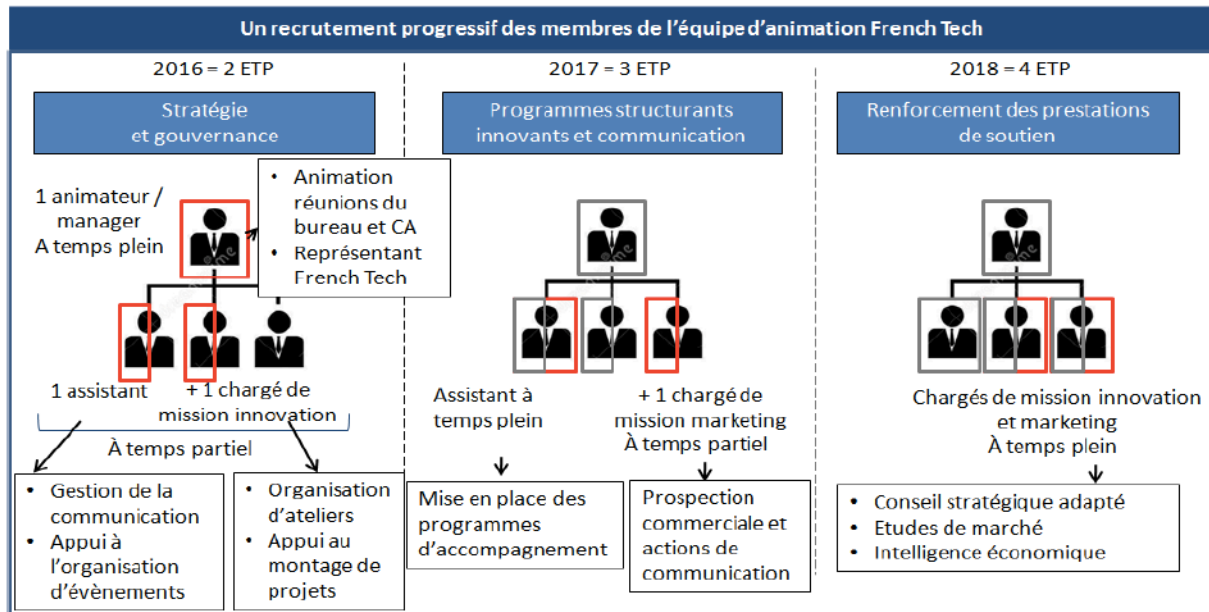 Un recrutement progressif des membres de l'équipe d'animation French Tech
2016 = 2 ETP
Stratégie
et gouvernance
1 animateur /
manager
A temps plein
• Animation
réunions du
bureau et CA
• Représentant
French Tech
1 assistant
+ 1 chargé de
mission innovation
À temps partiel
• Gestion de la
communication
• Appui à
l'organisation
d'évènements
• Organisation
d'ateliers
• Appui au
montage de
projets
2017 = 3 ETP
Programmes structurants
innovants et communication
Assistant à
temps plein
+ 1 chargé de
mission marketing
À temps partiel
Mise en place des
programmes
d'accompagnement
Prospection
commerciale et
actions de
communication
2018 = 4 ETP
Renforcement des prestations
de soutien
Chargés de mission innovation
et marketing
À temps plein
• Conseil stratégique adapté
• Etudes de marché
• Intelligence économique